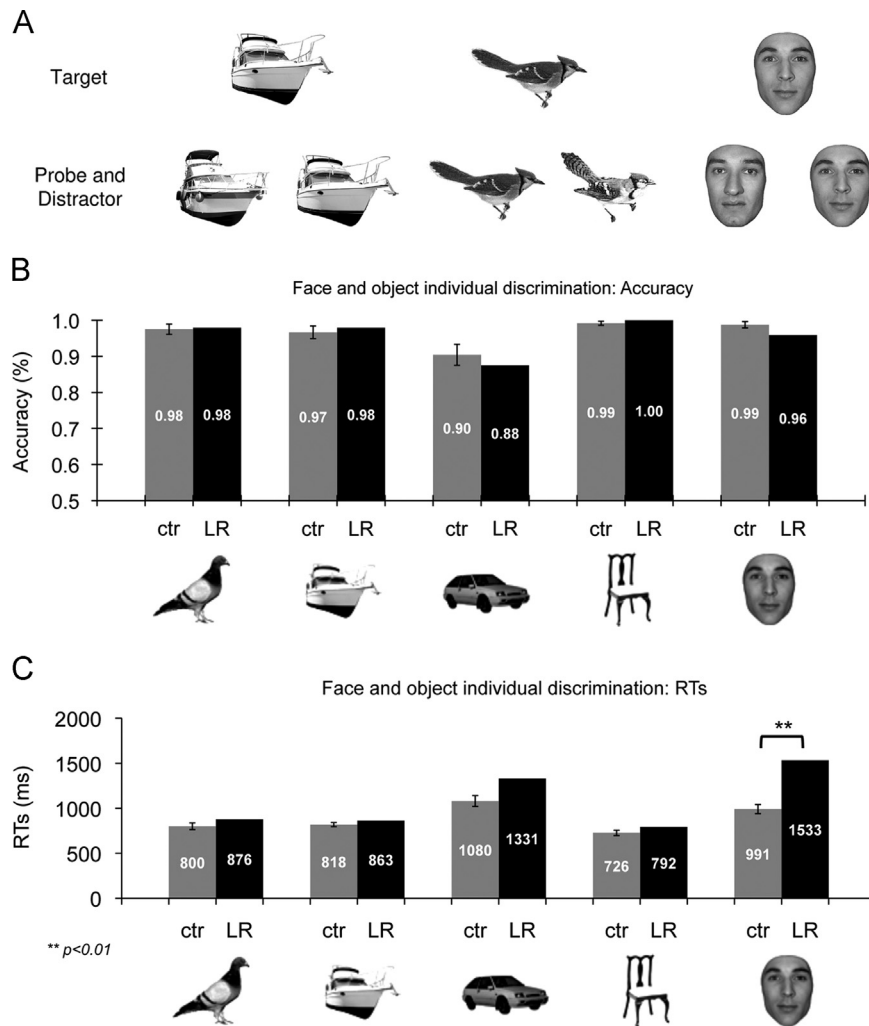 A
Target
Probe and
Distractor
B
Face and object individual discrimination: Accuracy
Accuracy (%)
1.0
0.9
0.8
0.7
0.6
0.5
0.98 0.98 0.97 0.98 0.90 0.88 0.99 1.00 0.99 0.96
ctr LR ctr LR ctr LR ctr LR ctr LR
C
Face and object individual discrimination: RTs
RTs (ms)
2000
1500
1000
500
0
**
800 876 818 863 1080 1331 726 792 991 1533
ctr LR ctr LR ctr LR ctr LR ctr LR
** p<0.01